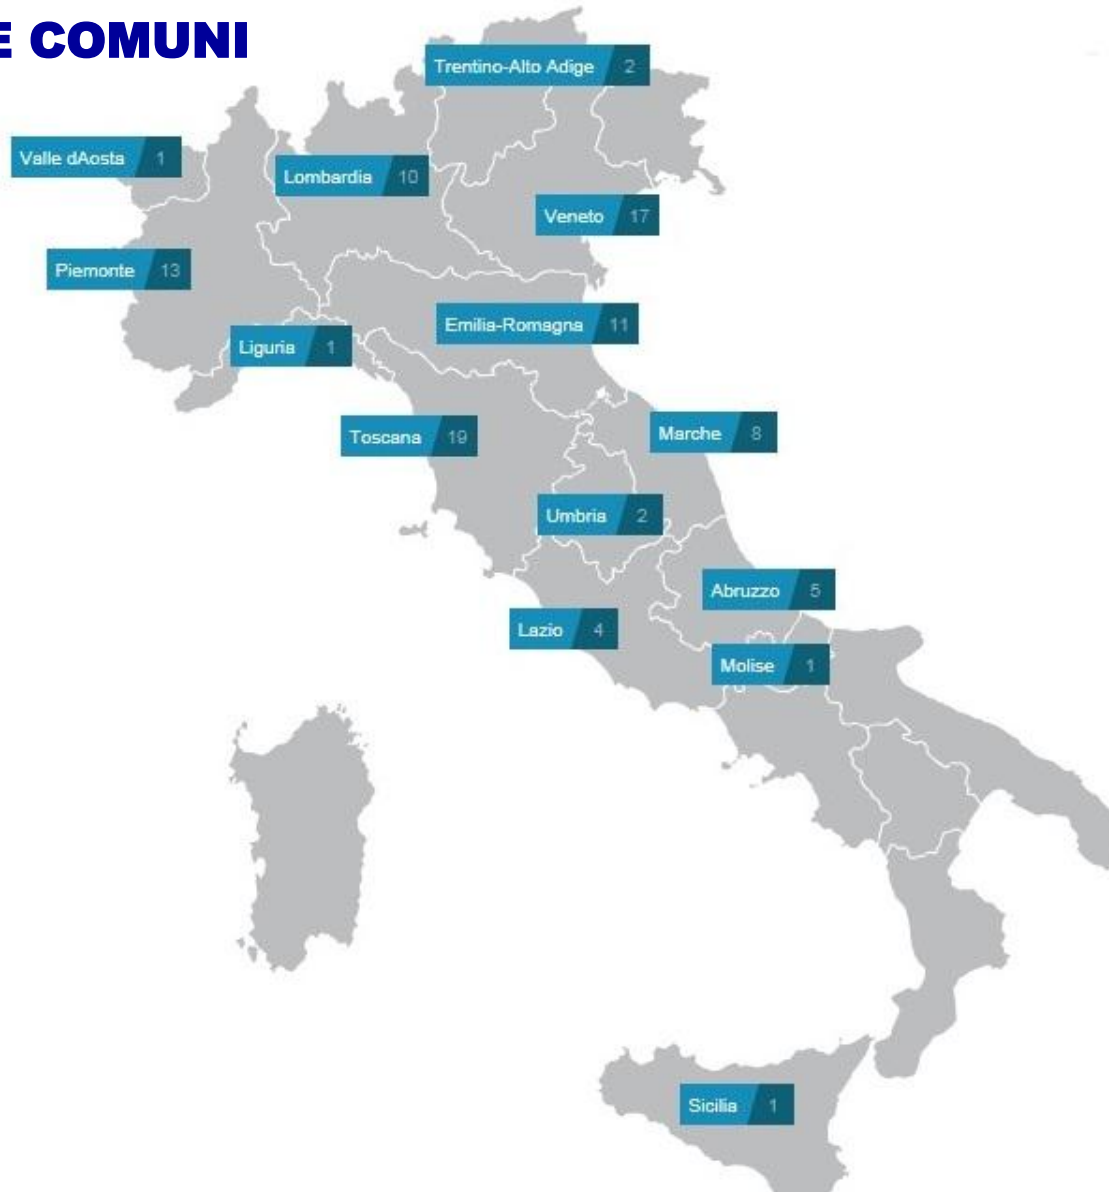 E COMUNI
Trentino-Alto Adige 2
Valle dAosta 1
Lombardia 10
Veneto 17
Piemonte 13
Emilia-Romagna 11
Liguria 1
Toscana 19
Marche 8
Umbria 2
Abruzzo 5
Lazio 4
Molise 1
Sicilia 1